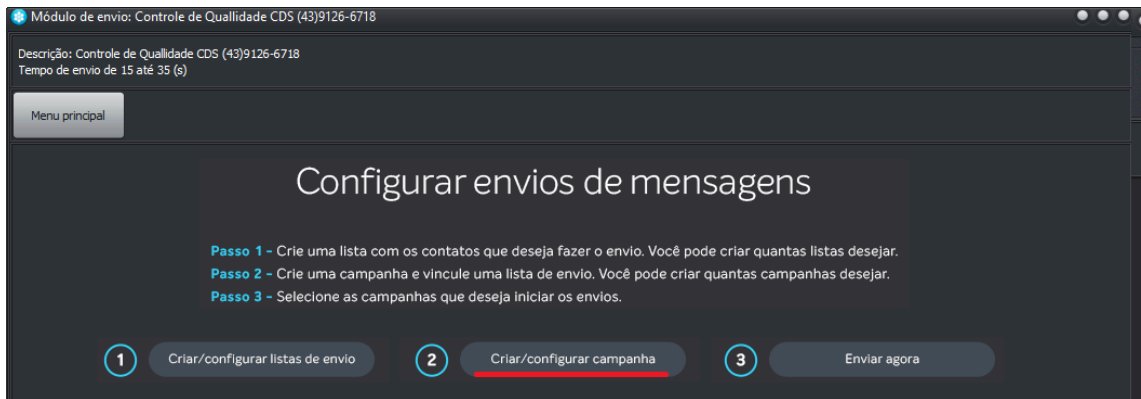 Módulo de envio: Controle de Quallidade CDS (43)9126-6718
Descrição: Controle de Quallidade CDS (43)9126-6718
Tempo de envio de 15 até 35 (s)
Menu principal
Configurar envios de mensagens
Passo 1 - Crie uma lista com os contatos que deseja fazer o envio. Você pode criar quantas listas desejar.
Passo 2 - Crie uma campanha e vincule uma lista de envio. Você pode criar quantas campanhas desejar.
Passo 3 - Selecione as campanhas que deseja iniciar os envios.
1 Criar/configurar listas de envio 2 Criar/configurar campanha 3 Enviar agora